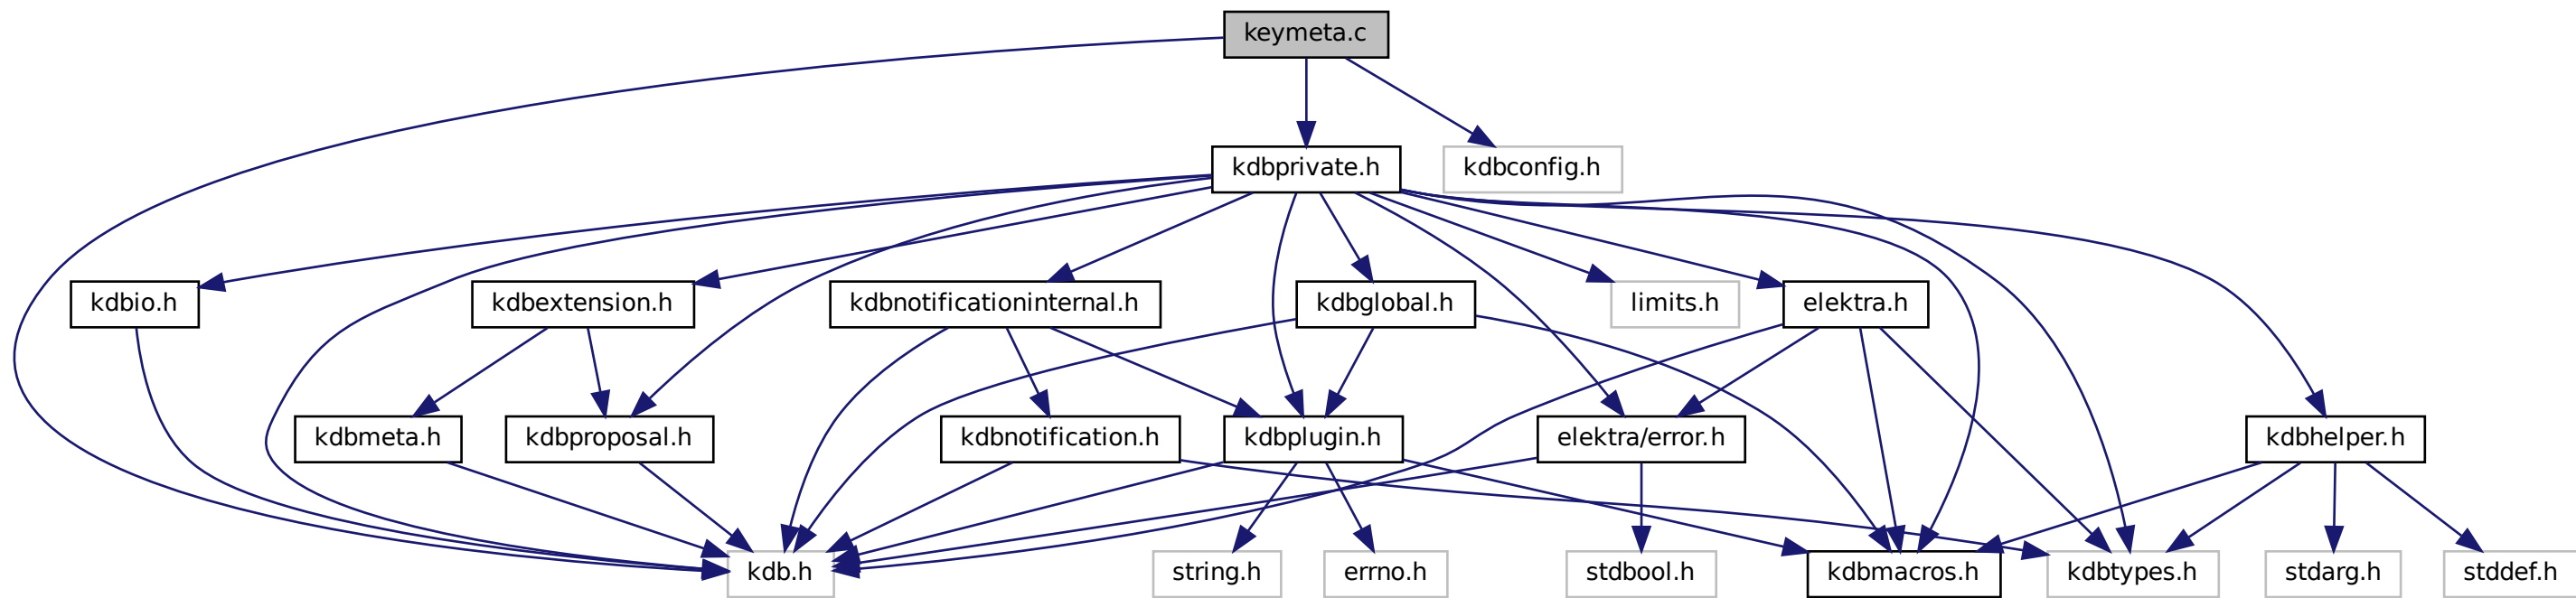 keymeta.c
kdbprivate.h
kdbconfig.h
kdbio.h
kdbextension.h
kdbnotificationinternal.h
kdbglobal.h
limits.h
elektra.h
kdbmeta.h
kdbproposal.h
kdbnotification.h
kdbplugin.h
elektra/error.h
kdbhelper.h
kdb.h
string.h
errno.h
stdbool.h
kdbmacros.h
kdbtypes.h
stdarg.h
stddef.h